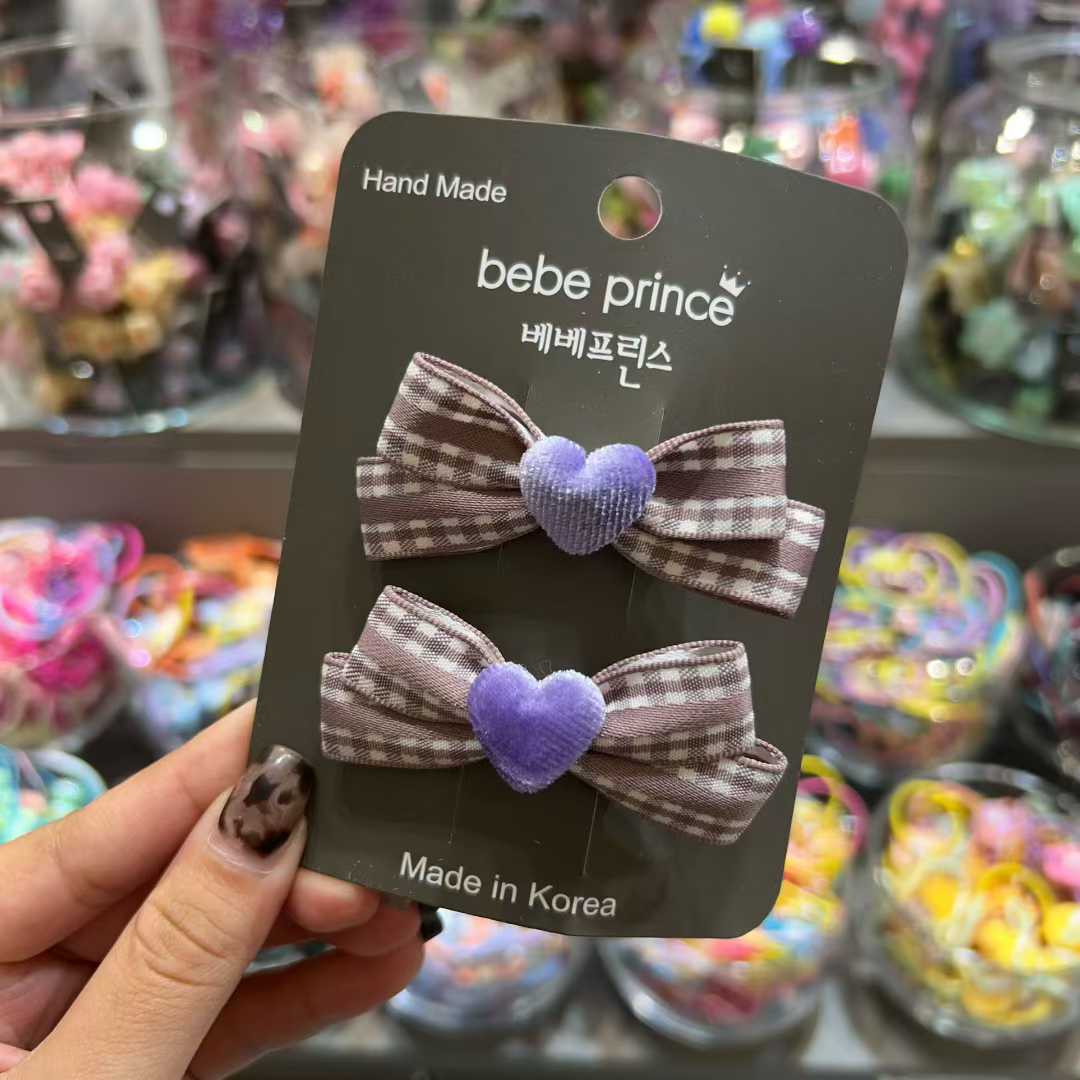 Hand Made
bebe prince
베베프린스
Made in Korea